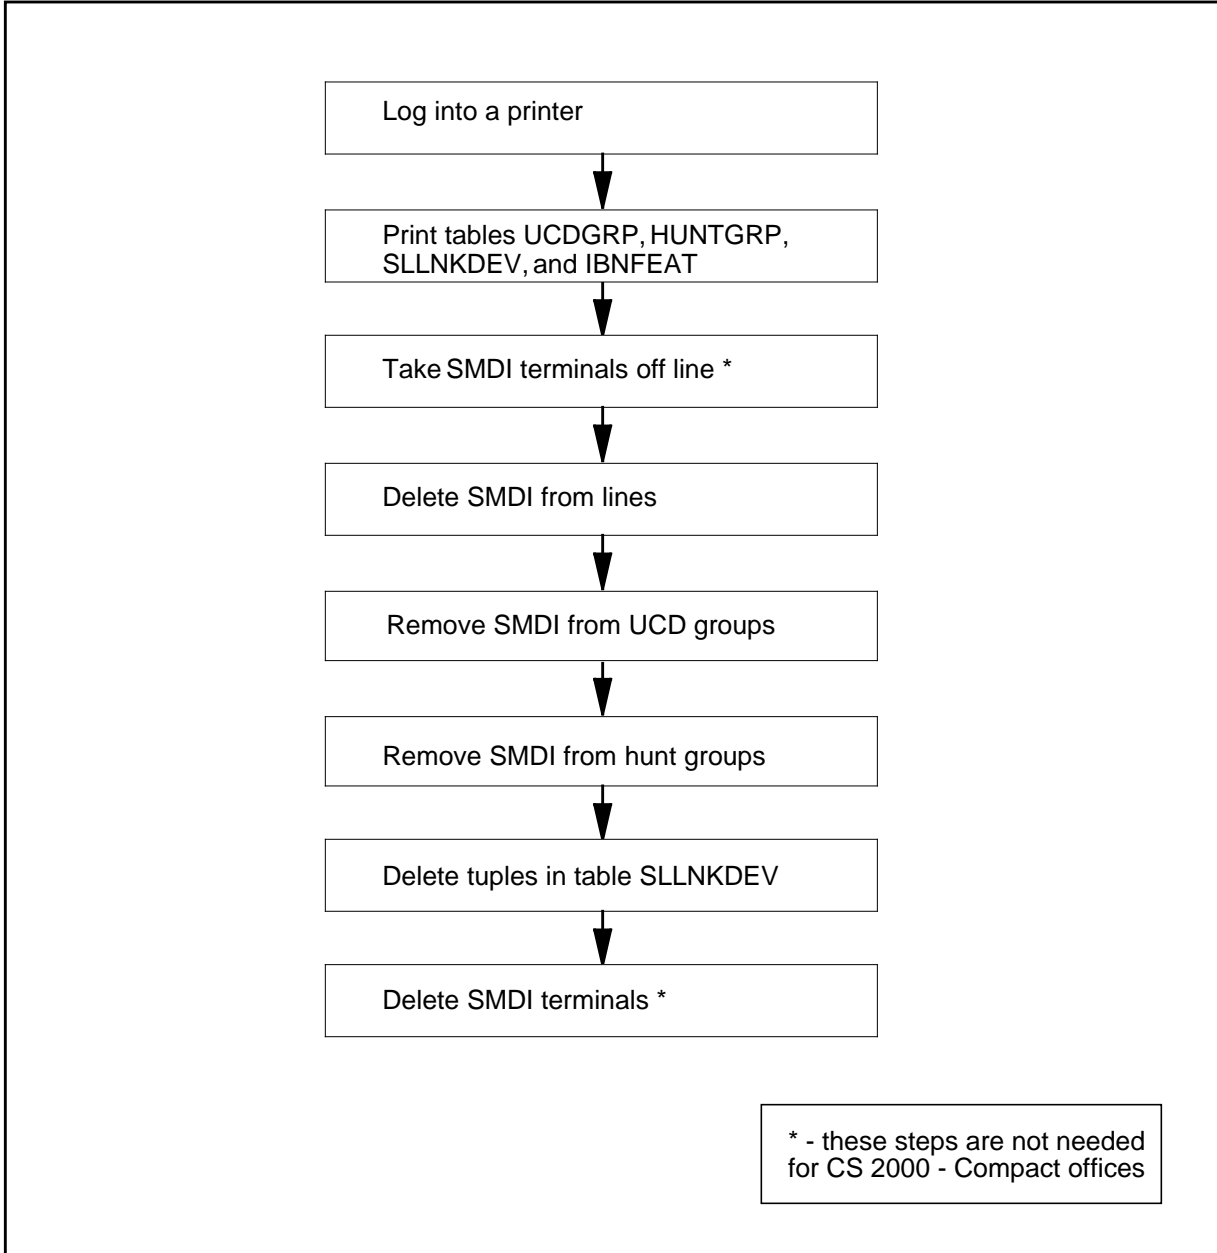 Log into a printer
Print tables UCDGRP, HUNTGRP,
SLLNKDEV, and IBNFEAT
Take SMDI terminals off line *
Delete SMDI from lines
Remove SMDI from UCD groups
Remove SMDI from hunt groups
Delete tuples in table SLLNKDEV
Delete SMDI terminals *
* - these steps are not needed
for CS 2000 - Compact offices